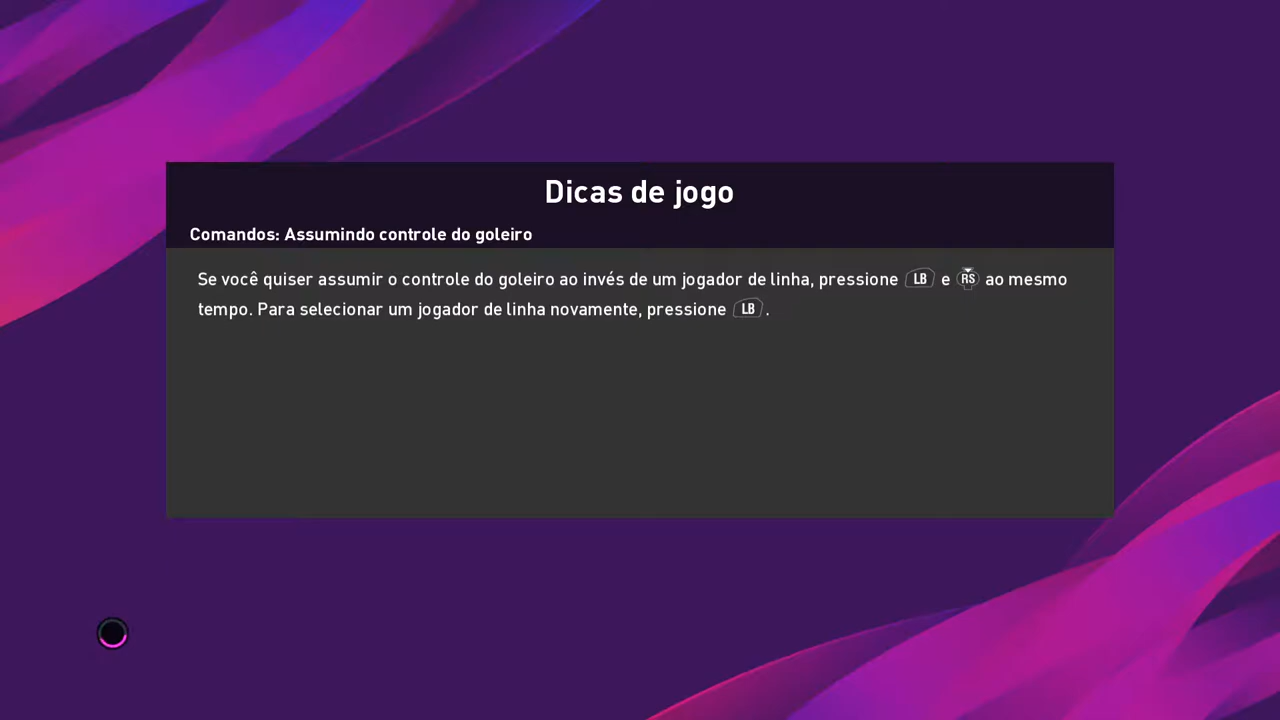 Dicas de jogo
Comandos: Assumindo controle do goleiro
Se você quiser assumir o controle do goleiro ao invés de um jogador de linha, pressione LB e RS ao mesmo
tempo. Para selecionar um jogador de linha novamente, pressione LB .